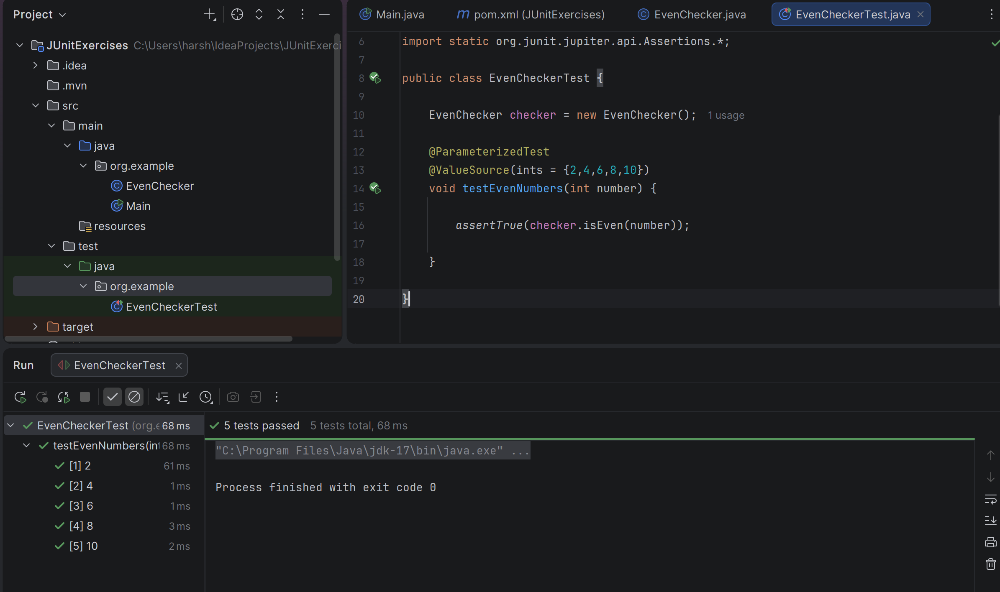 Project
JUnitExercises C:\Users\harsh\IdeaProjects\JUnitExerci
.idea
.mvn
src
main
java
org.example
EvenChecker
Main
resources
test
java
org.example
EvenCheckerTest
target
Main.java
pom.xml (JUnitExercises)
EvenChecker.java
EvenCheckerTest.java
6 import static org.junit.jupiter.api.Assertions.*;
7
8 public class EvenCheckerTest {
9
10 EvenChecker checker = new EvenChecker(); 1 usage
11
12 @ParameterizedTest
13 @ValueSource(ints = {2,4,6,8,10})
14 void testEvenNumbers(int number) {
15
16 assertTrue(checker.isEven(number));
17
18 }
19
20 }
Run EvenCheckerTest
EvenCheckerTest (org.e 68 ms
testEvenNumbers(int 68 ms
[1] 2 61 ms
[2] 4 1 ms
[3] 6 1 ms
[4] 8 3 ms
[5] 10 2 ms
5 tests passed 5 tests total, 68 ms
"C:\Program Files\Java\jdk-17\bin\java.exe" ...
Process finished with exit code 0